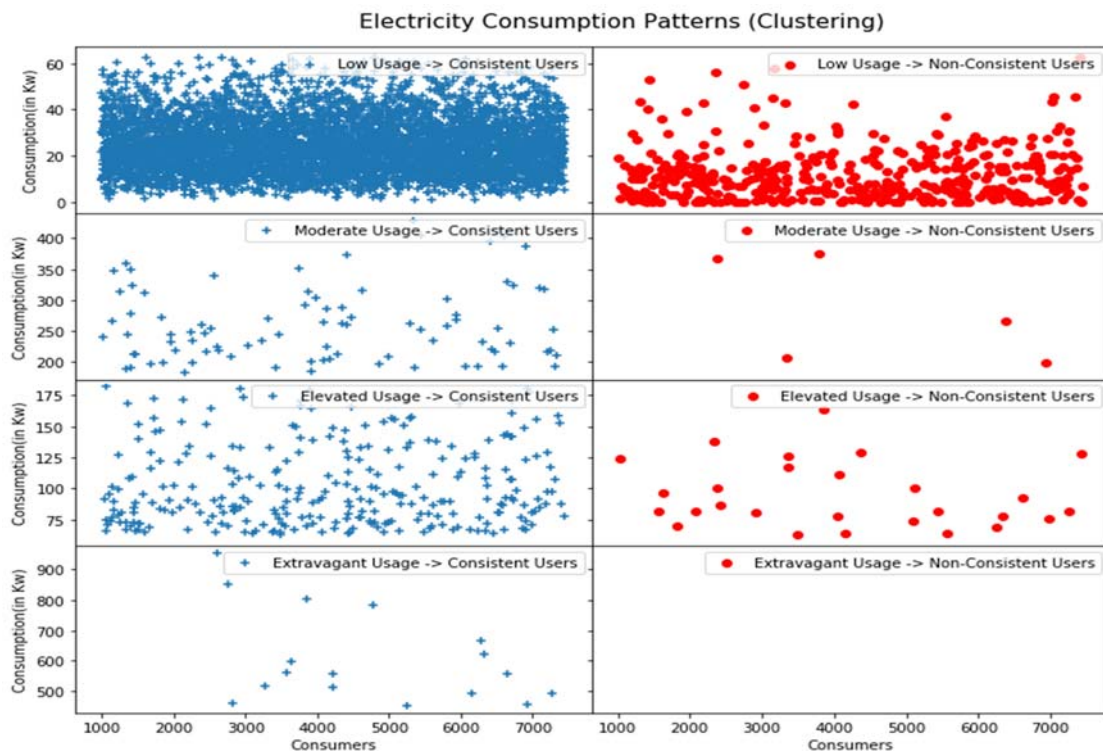 Electricity Consumption Patterns (Clustering)
Consumption(in Kw)
60
40
20
0
Low Usage -> Consistent Users
Low Usage -> Non-Consistent Users
Consumption(in Kw)
400
350
300
250
200
Moderate Usage -> Consistent Users
Moderate Usage -> Non-Consistent Users
Consumption(in Kw)
175
150
125
100
75
Elevated Usage -> Consistent Users
Elevated Usage -> Non-Consistent Users
Consumption(in Kw)
900
800
700
600
500
Extravagant Usage -> Consistent Users
Extravagant Usage -> Non-Consistent Users
1000 2000 3000 4000 5000 6000 7000
1000 2000 3000 4000 5000 6000 7000
Consumers
Consumers